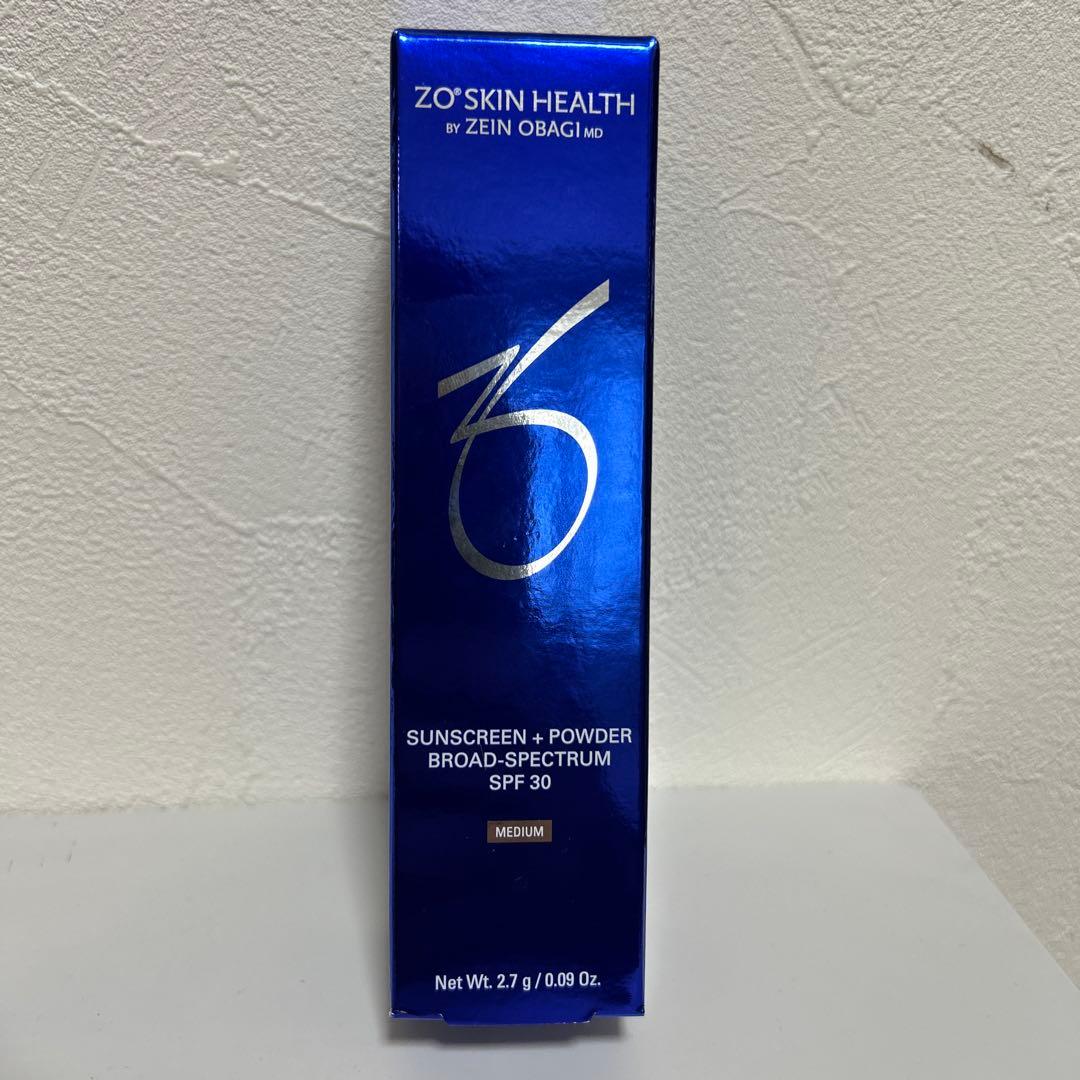 ZO® SKIN HEALTH
BY ZEIN OBAGI MD
SUNSCREEN + POWDER
BROAD-SPECTRUM
SPF 30
MEDIUM
Net Wt. 2.7 g / 0.09 Oz.